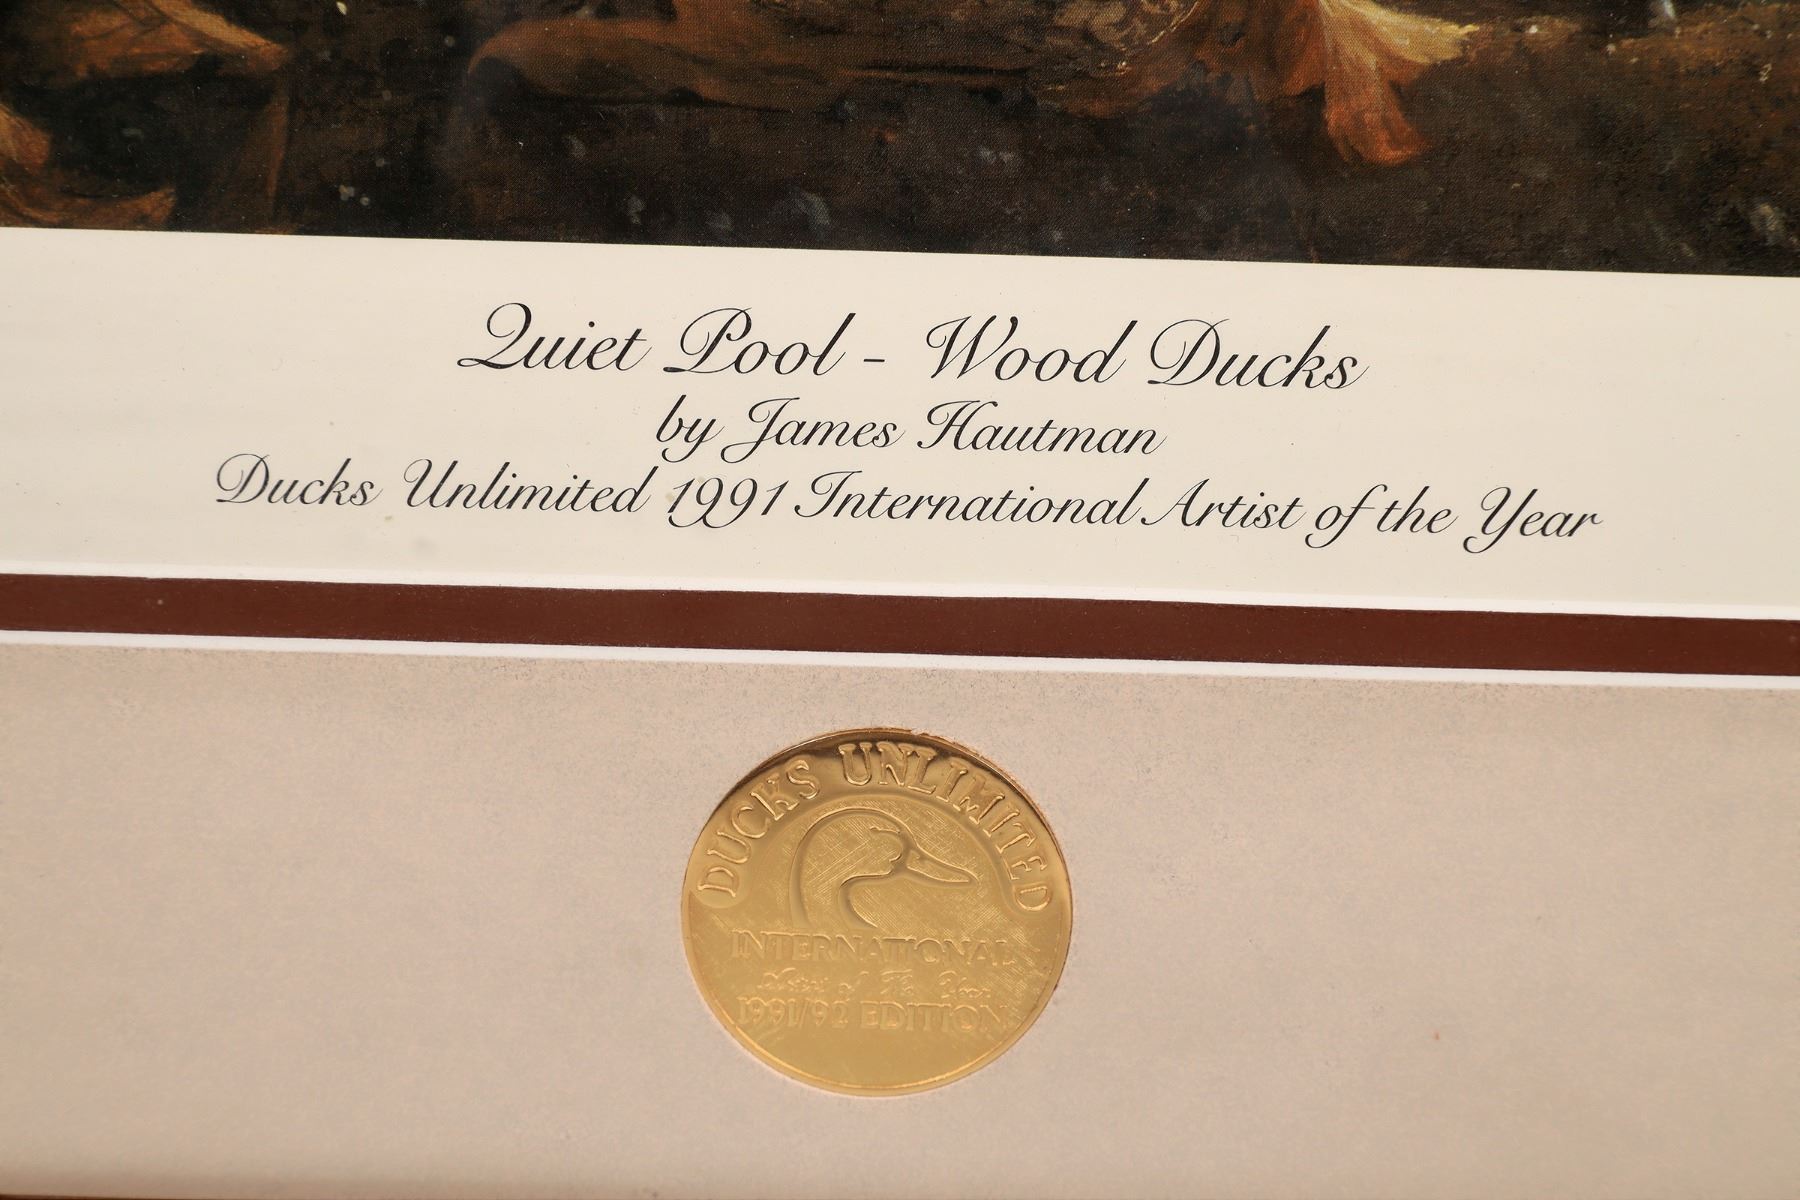 Quiet Pool - Wood Ducks
by James Hautman
Ducks Unlimited 1991 International Artist of the Year
DUCKS UNLIMITED
INTERNATIONAL
Artist of The Year
1991/92 EDITION